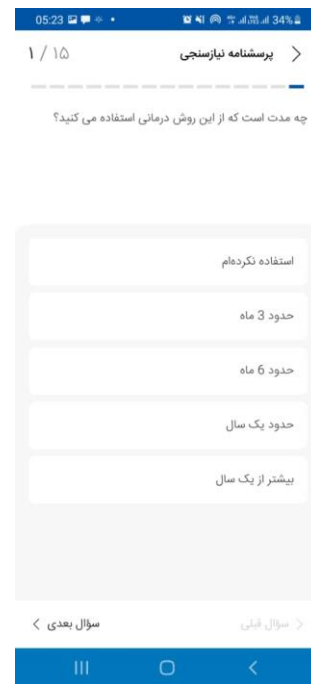 05:23 34%
پرسشنامه نیازسنجی
۱ / ۱۵
چه مدت است که از این روش درمانی استفاده می کنید؟
استفاده نکرده‌ام
حدود 3 ماه
حدود 6 ماه
حدود یک سال
بیشتر از یک سال
سؤال قبلی
سؤال بعدی